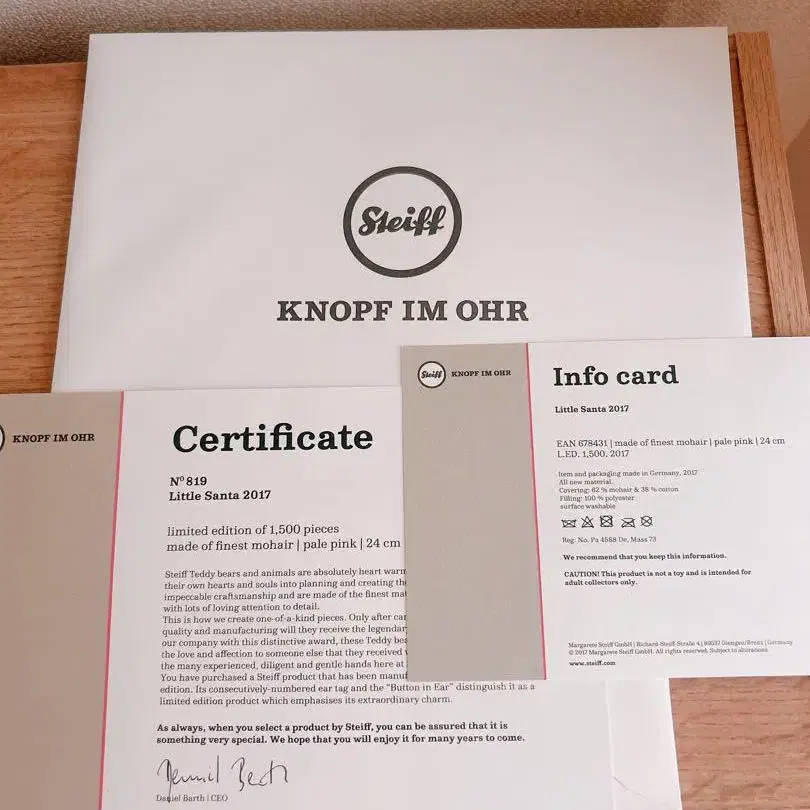 Steiff
KNOPF IM OHR
KNOPF IM OHR
Certificate
Nº 819
Little Santa 2017
limited edition of 1,500 pieces
made of finest mohair | pale pink | 24 cm
Steiff Teddy bears and animals are absolutely heart warm
their own hearts and souls into planning and creating the
impeccable craftsmanship and are made of the finest mat
with lots of loving attention to detail.
This is how we create one-of-a-kind pieces. Only after car
quality and manufacturing will they receive the legendar
our company with this distinctive award, these Teddy bea
the love and affection to someone else that they received
the many experienced, diligent and gentle hands here at
You have purchased a Steiff product that has been manuf
edition. Its consecutively-numbered ear tag and the “Button in Ear” distinguish it as a
limited edition product which emphasises its extraordinary charm.
As always, when you select a product by Steiff, you can be assured that it is
something very special. We hope that you will enjoy it for many years to come.
Daniel Barth | CEO
Steiff KNOPF IM OHR
Info card
Little Santa 2017
EAN 678431 | made of finest mohair | pale pink | 24 cm
L.ED. 1,500, 2017
Item and packaging made in Germany, 2017
All new material.
Covering: 62 % mohair & 38 % cotton
Filling: 100 % polyester
surface washable
Reg. No. Pa 4568 De, Mass 73
We recommend that you keep this information.
CAUTION! This product is not a toy and is intended for
adult collectors only.
Margarete Steiff GmbH | Richard-Steiff-Straße 4 | 89537 Giengen/Brenz | Germany
© 2017 Margarete Steiff GmbH. All rights reserved. Subject to alterations.
www.steiff.com